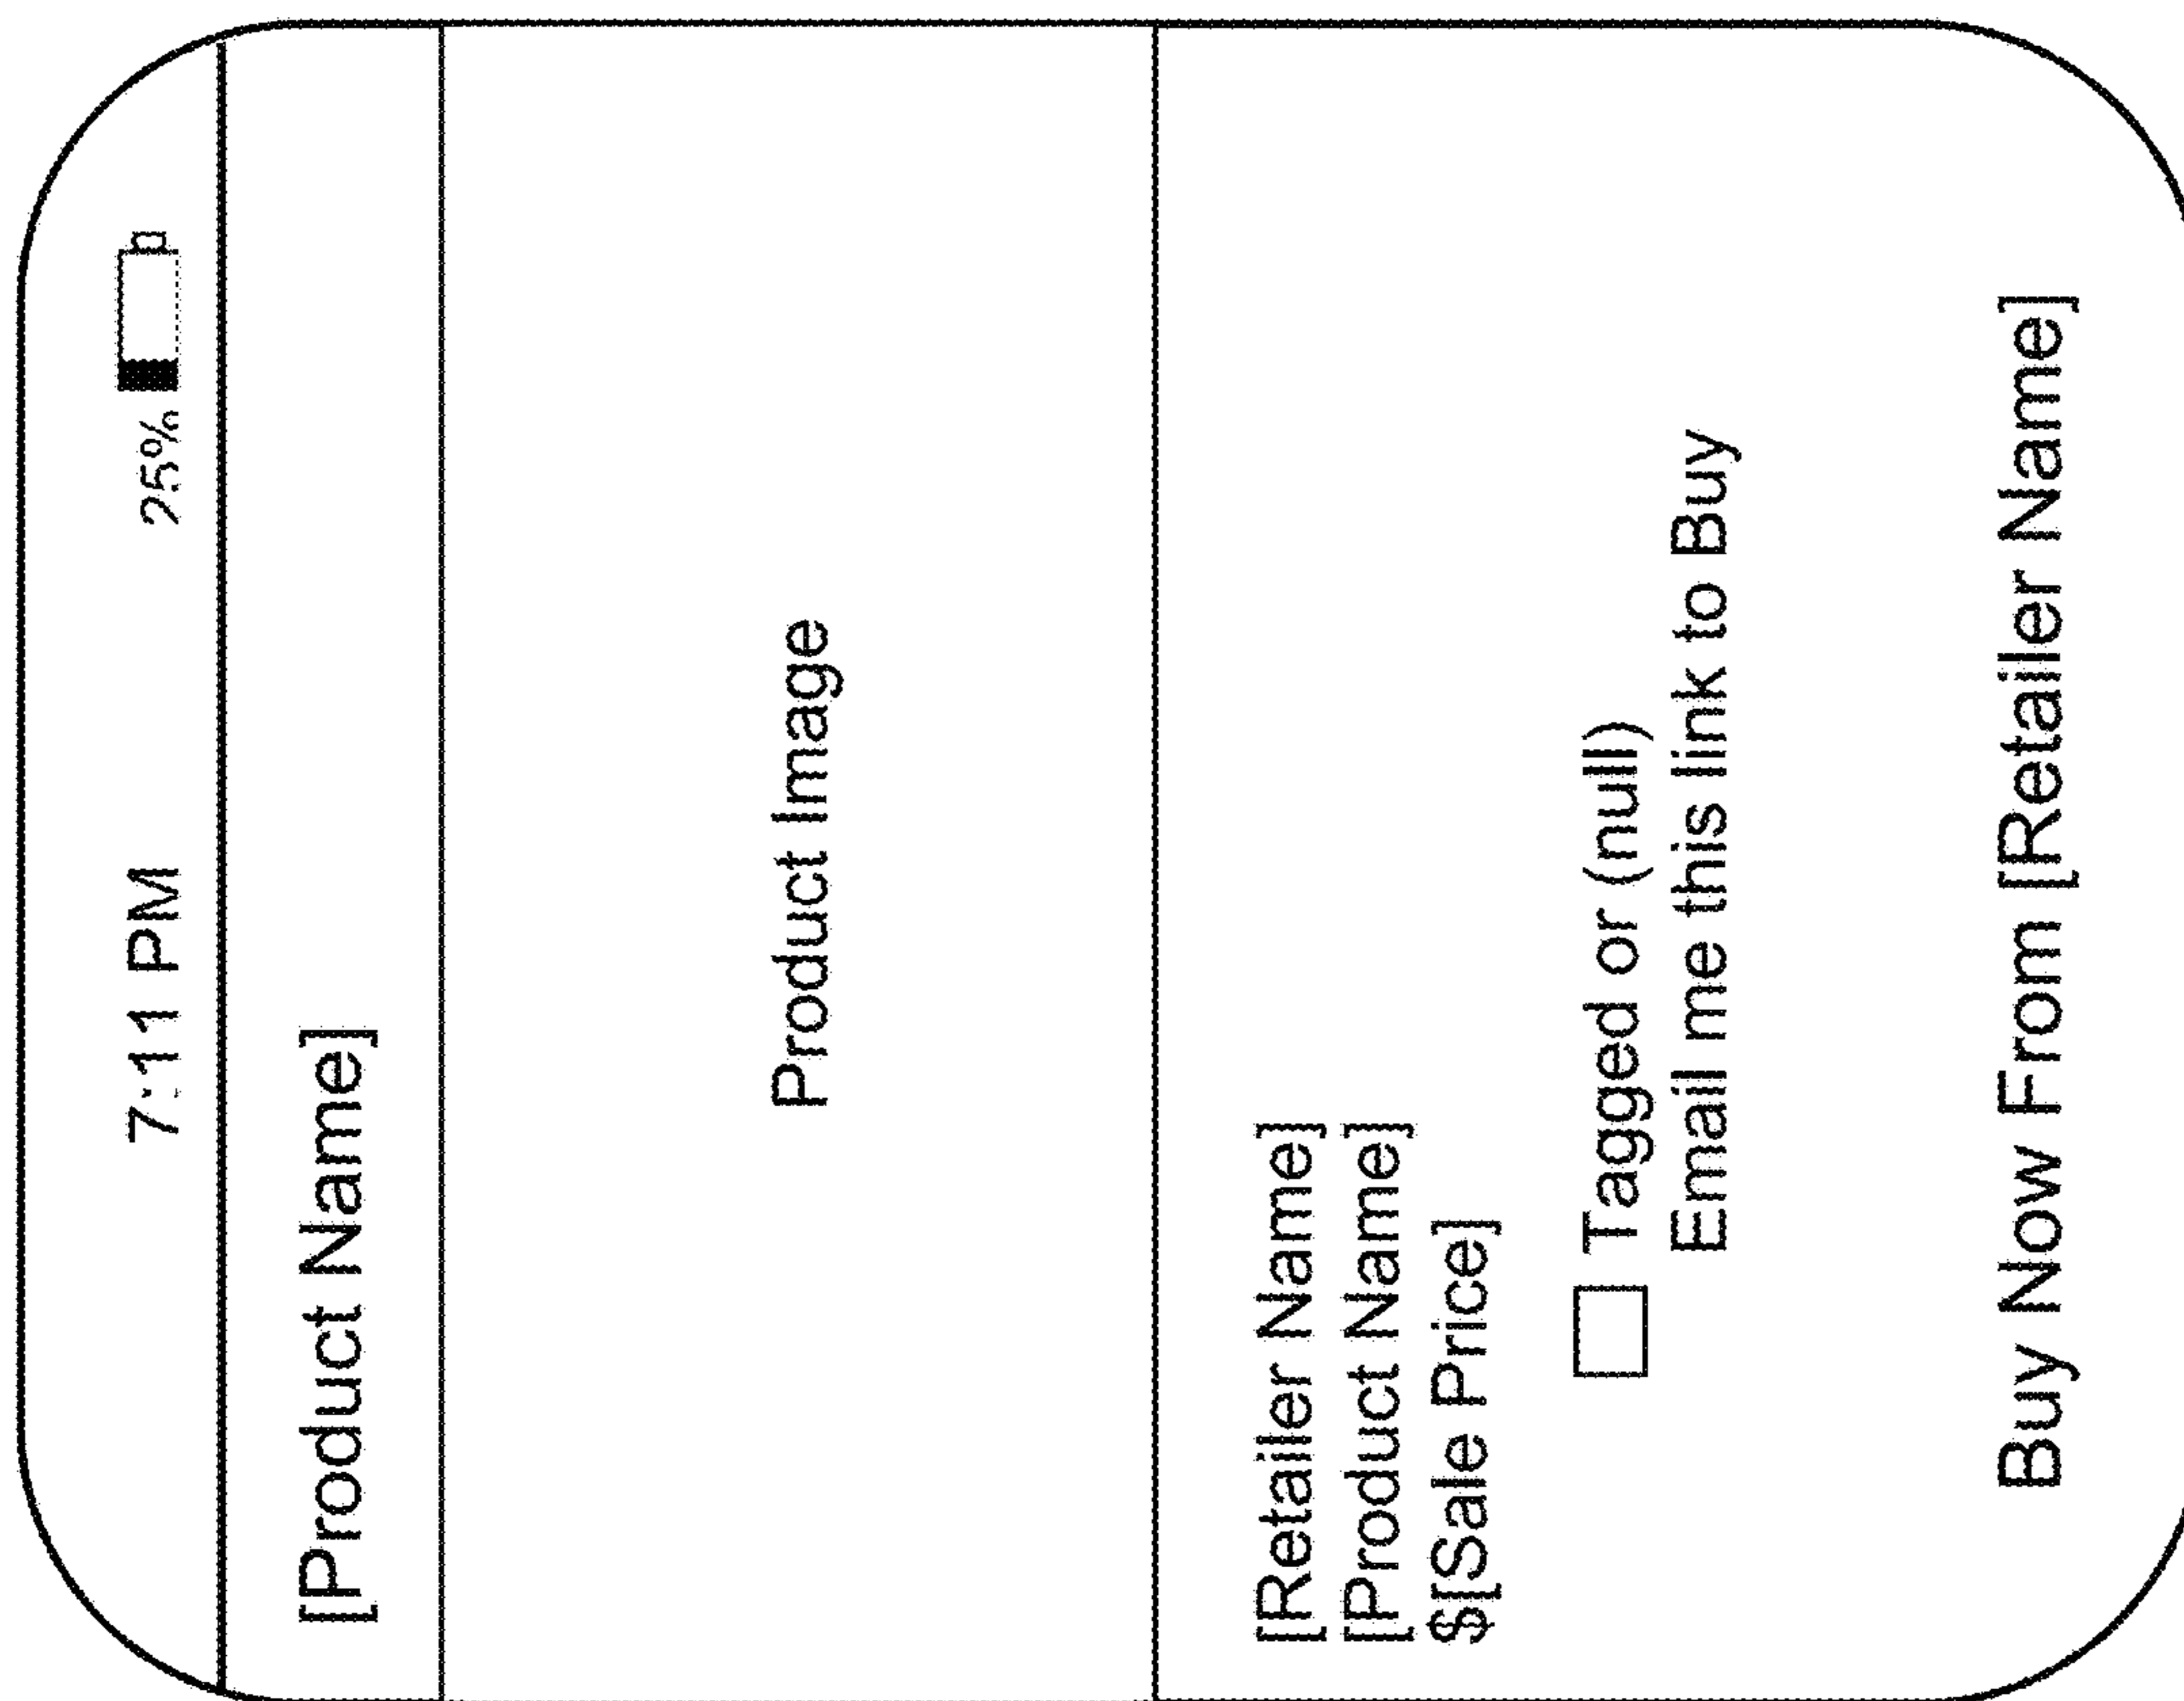 7:11 PM 25%
[Product Name]
Product Image
[Retailer Name]
[Product Name]
$[Sale Price]
Tagged or (null)
Email me this link to Buy
Buy Now From [Retailer Name]